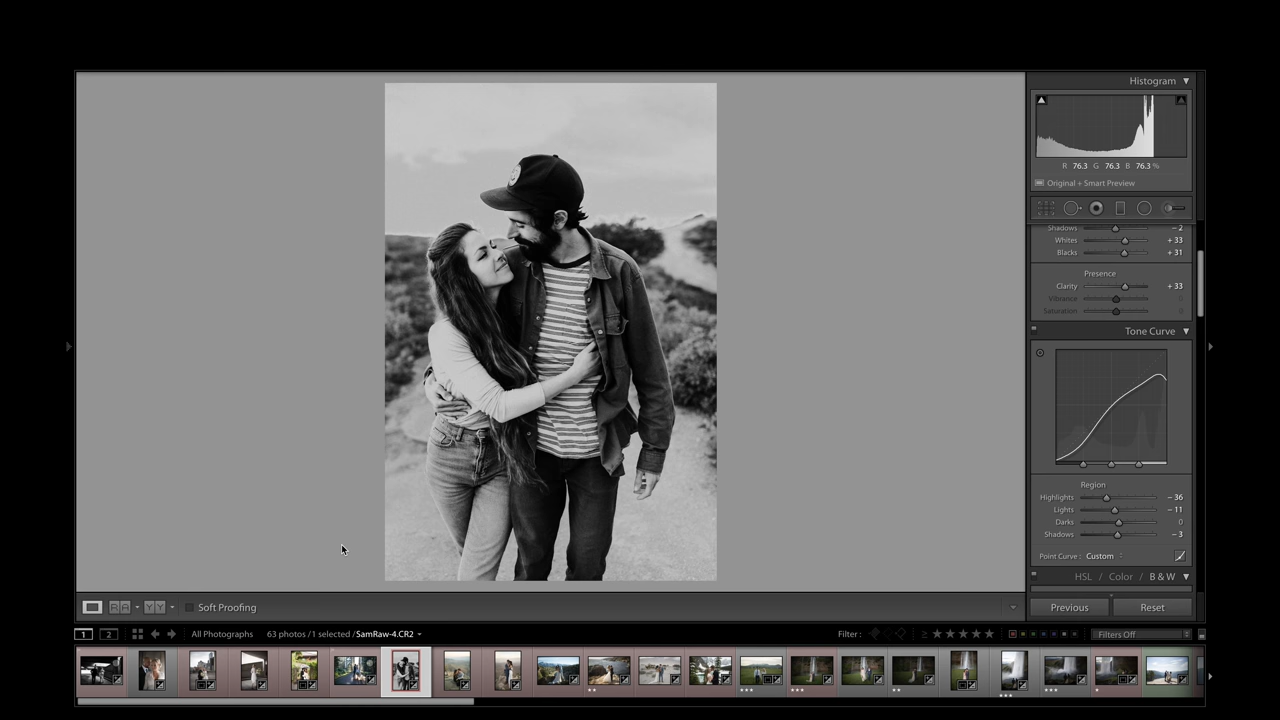 Histogram
R 76.3 G 76.3 B 76.3 %
Original + Smart Preview
Shadows - 2
Whites + 33
Blacks + 31
Presence
Clarity + 33
Vibrance 0
Saturation 0
Tone Curve
Region
Highlights - 36
Lights - 11
Darks 0
Shadows - 3
Point Curve : Custom
HSL / Color / B & W
Previous Reset
R A Y Y Soft Proofing
1 2 All Photographs 63 photos / 1 selected / SamRaw-4.CR2 Filter : Filters Off